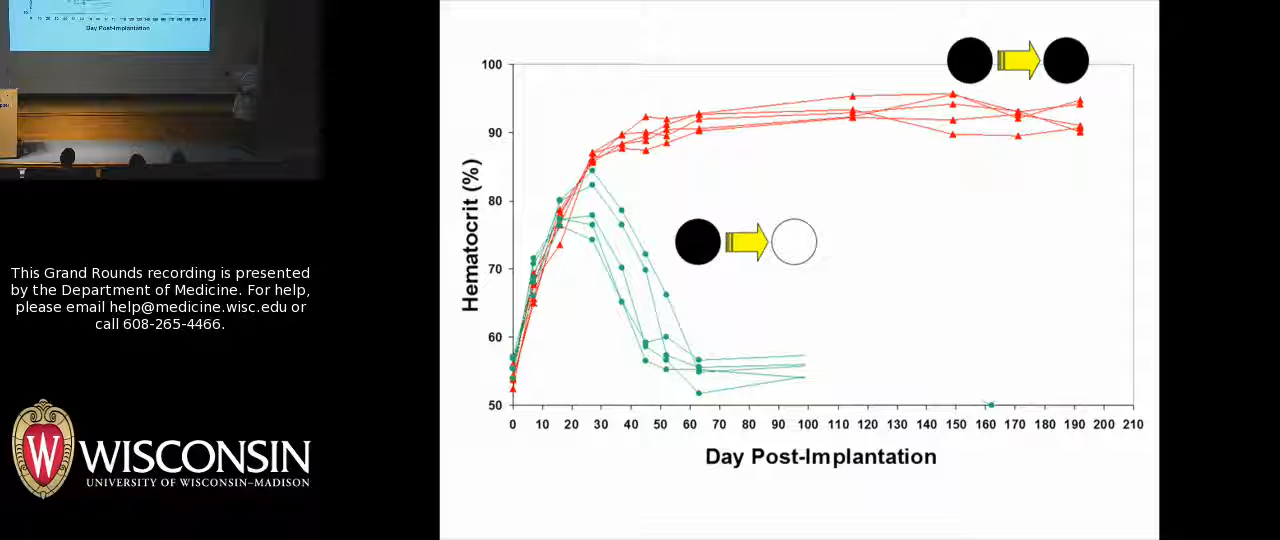 Day Post-Implantation
This Grand Rounds recording is presented
by the Department of Medicine. For help,
please email help@medicine.wisc.edu or
call 608-265-4466.
W
WISCONSIN
UNIVERSITY OF WISCONSIN–MADISON
Hematocrit (%)
100
90
80
70
60
50
0 10 20 30 40 50 60 70 80 90 100 110 120 130 140 150 160 170 180 190 200 210
Day Post-Implantation